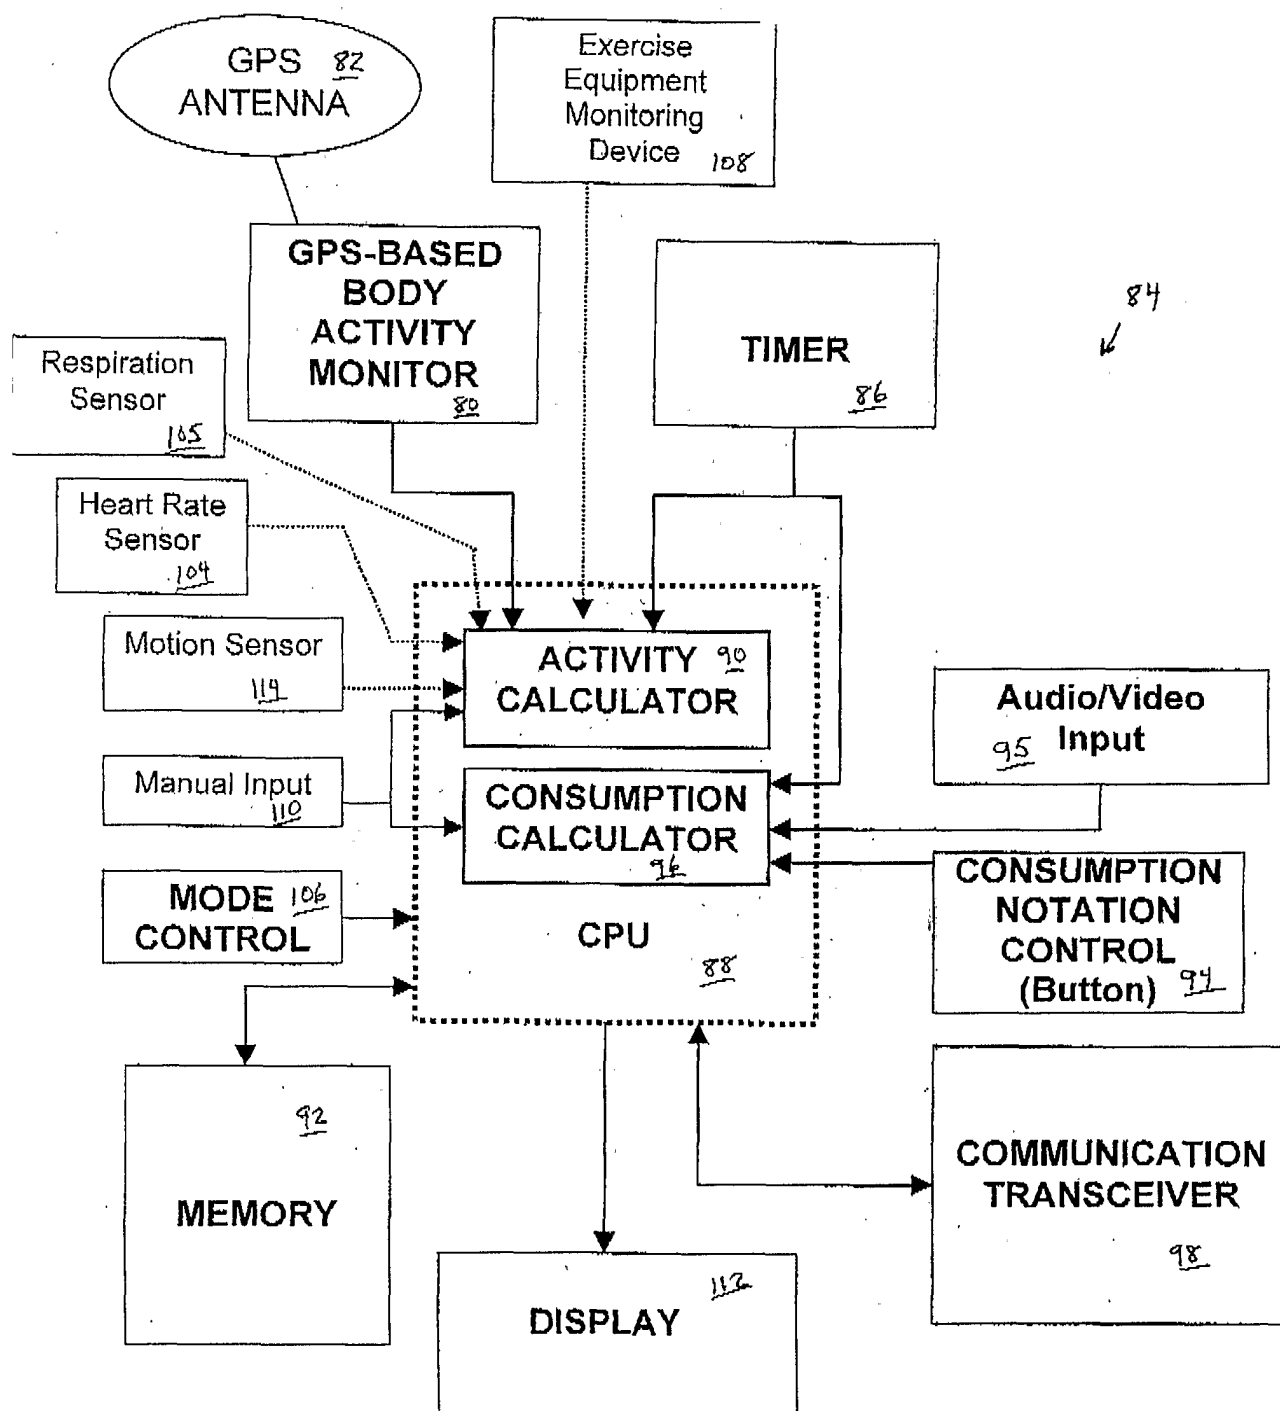 GPS 82
ANTENNA
Exercise
Equipment
Monitoring
Device 108
GPS-BASED
BODY
ACTIVITY
MONITOR
80
TIMER
86
84
Respiration
Sensor
105
Heart Rate
Sensor
104
Motion Sensor
114
Manual Input
110
MODE 106
CONTROL
ACTIVITY 90
CALCULATOR
CONSUMPTION
CALCULATOR
96
CPU
88
Audio/Video
95 Input
CONSUMPTION
NOTATION
CONTROL
(Button) 94
92
MEMORY
COMMUNICATION
TRANSCEIVER
98
112
DISPLAY